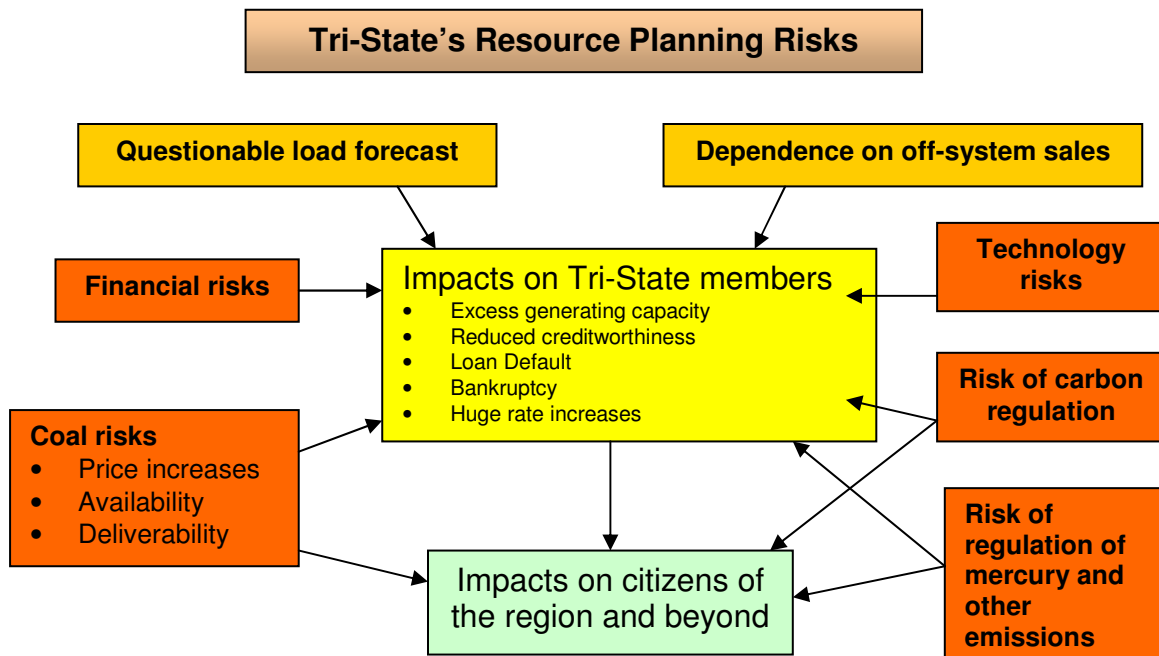 Tri-State’s Resource Planning Risks
Questionable load forecast
Dependence on off-system sales
Financial risks
Impacts on Tri-State members
• Excess generating capacity
• Reduced creditworthiness
• Loan Default
• Bankruptcy
• Huge rate increases
Technology
risks
Risk of carbon
regulation
Coal risks
• Price increases
• Availability
• Deliverability
Impacts on citizens of
the region and beyond
Risk of
regulation of
mercury and
other
emissions